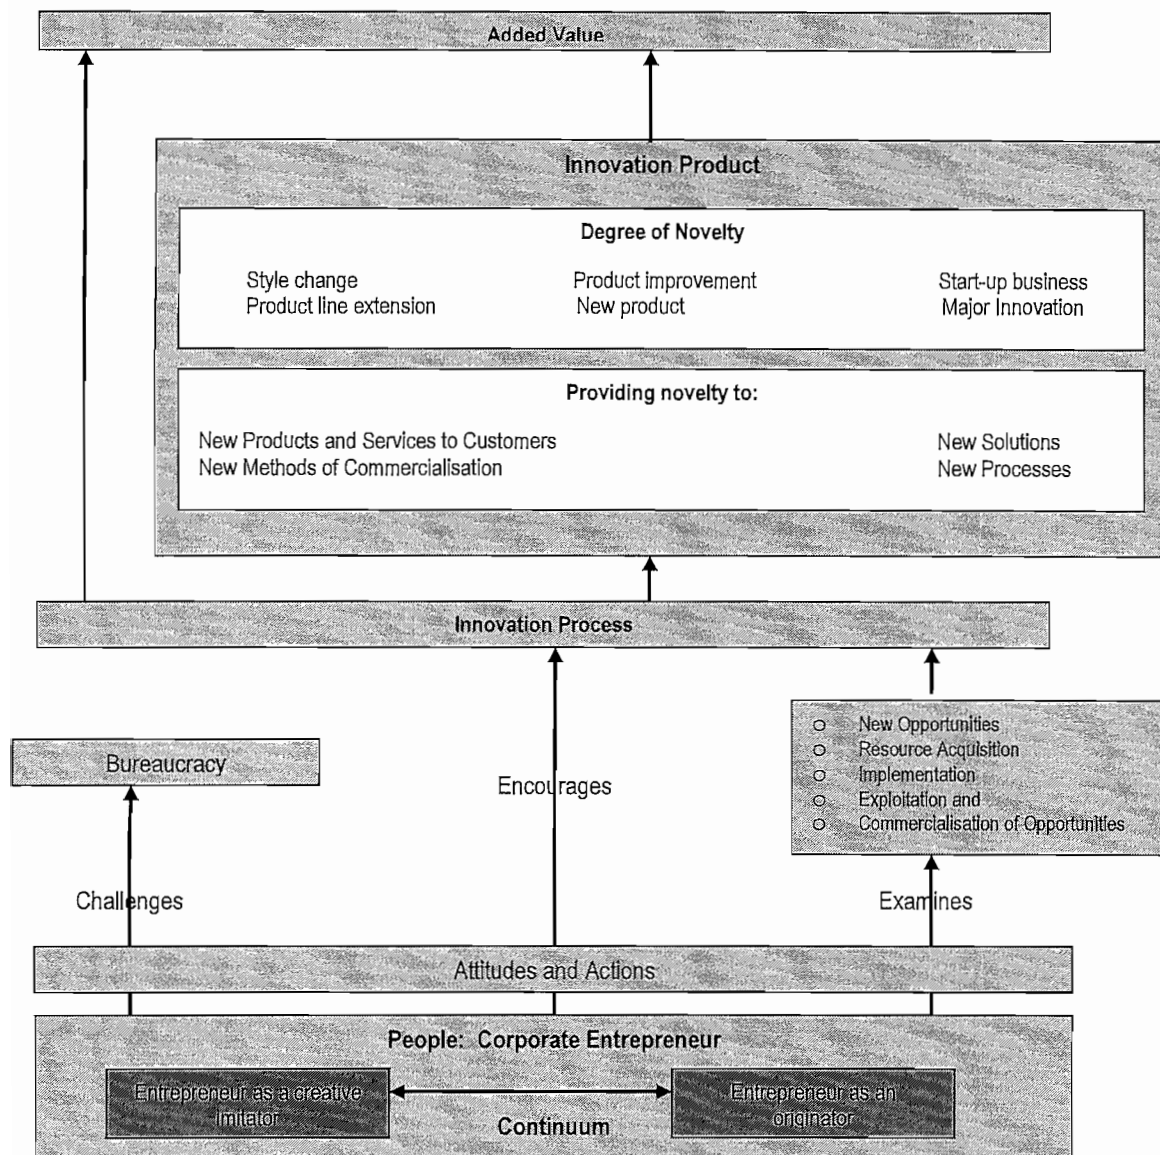 Added Value
Innovation Product
Degree of Novelty
Style change
Product line extension
Product improvement
New product
Start-up business
Major Innovation
Providing novelty to:
New Products and Services to Customers
New Methods of Commercialisation
New Solutions
New Processes
Innovation Process
Bureaucracy
Encourages
o New Opportunities
o Resource Acquisition
o Implementation
o Exploitation and
o Commercialisation of Opportunities
Challenges
Examines
Attitudes and Actions
People: Corporate Entrepreneur
Entrepreneur as a creative
imitator
Continuum
Entrepreneur as an
originator